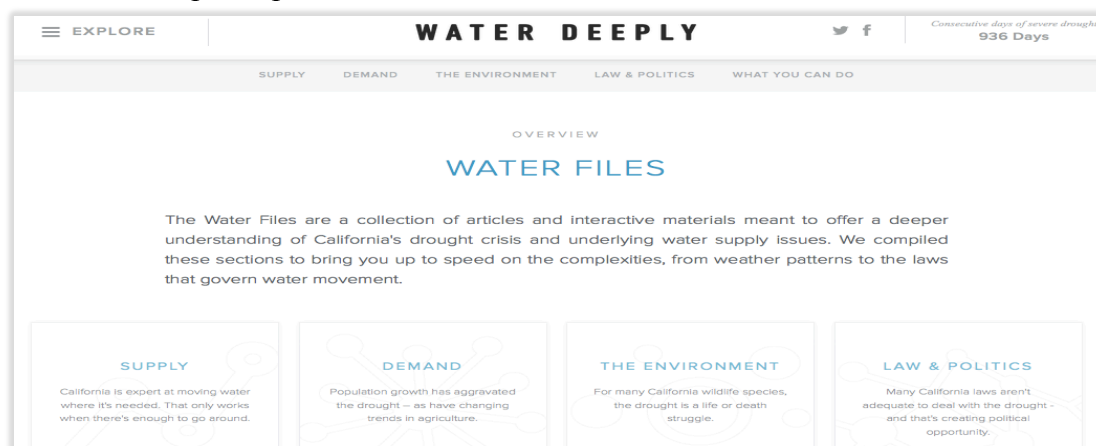 EXPLORE
WATER DEEPLY
Consecutive days of severe drought
936 Days
SUPPLY DEMAND THE ENVIRONMENT LAW & POLITICS WHAT YOU CAN DO
OVERVIEW
WATER FILES
The Water Files are a collection of articles and interactive materials meant to offer a deeper
understanding of California's drought crisis and underlying water supply issues. We compiled
these sections to bring you up to speed on the complexities, from weather patterns to the laws
that govern water movement.
SUPPLY
California is expert at moving water
where it's needed. That only works
when there's enough to go around.
DEMAND
Population growth has aggravated
the drought – as have changing
trends in agriculture.
THE ENVIRONMENT
For many California wildlife species,
the drought is a life or death
struggle.
LAW & POLITICS
Many California laws aren't
adequate to deal with the drought -
and that's creating political
opportunity.